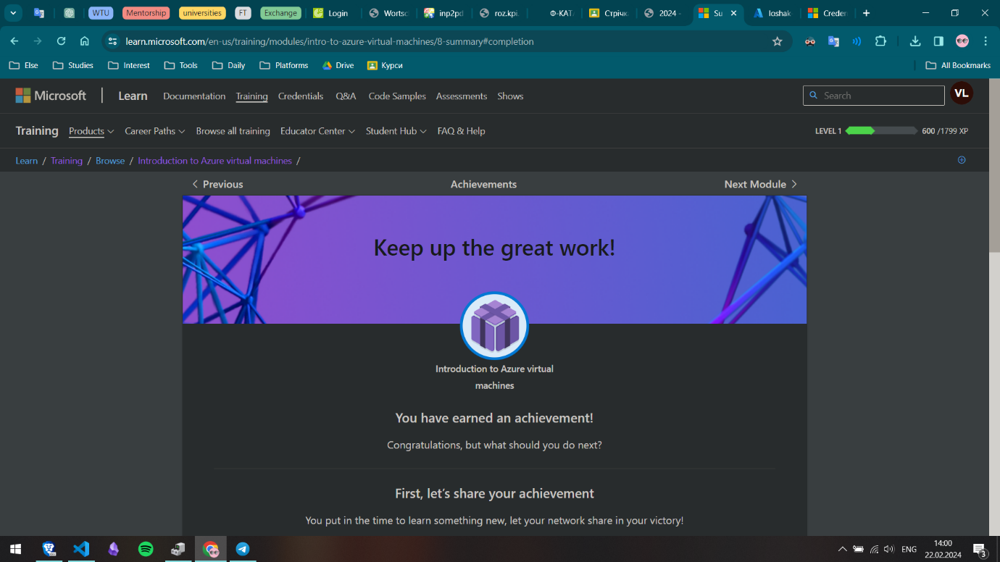 WTU
Mentorship
universities
FT
Exchange
Login
Wortsc
inp2pd
roz.kpi.
Ф-КАТА
Стрічка
2024 -
Su
loshak
Creden
learn.microsoft.com/en-us/training/modules/intro-to-azure-virtual-machines/8-summary#completion
Else
Studies
Interest
Tools
Daily
Platforms
Drive
Курси
All Bookmarks
Microsoft
Learn
Documentation
Training
Credentials
Q&A
Code Samples
Assessments
Shows
Search
VL
Training
Products
Career Paths
Browse all training
Educator Center
Student Hub
FAQ & Help
LEVEL 1
600 /1799 XP
Learn / Training / Browse / Introduction to Azure virtual machines /
Previous
Achievements
Next Module
Keep up the great work!
Introduction to Azure virtual
machines
You have earned an achievement!
Congratulations, but what should you do next?
First, let's share your achievement
You put in the time to learn something new, let your network share in your victory!
ENG
14:00
22.02.2024
3